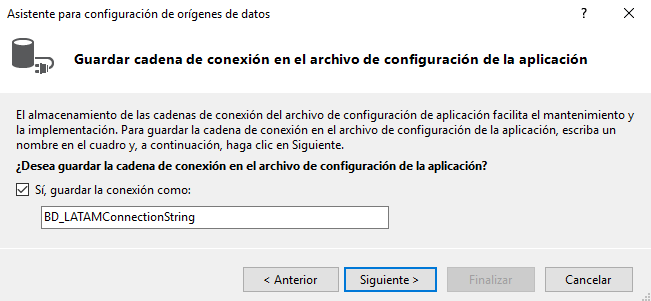 Asistente para configuración de orígenes de datos
Guardar cadena de conexión en el archivo de configuración de la aplicación
El almacenamiento de las cadenas de conexión del archivo de configuración de aplicación facilita el mantenimiento y
la implementación. Para guardar la cadena de conexión en el archivo de configuración de la aplicación, escriba un
nombre en el cuadro y, a continuación, haga clic en Siguiente.
¿Desea guardar la cadena de conexión en el archivo de configuración de la aplicación?
Sí, guardar la conexión como:
BD_LATAMConnectionString
< Anterior
Siguiente >
Finalizar
Cancelar